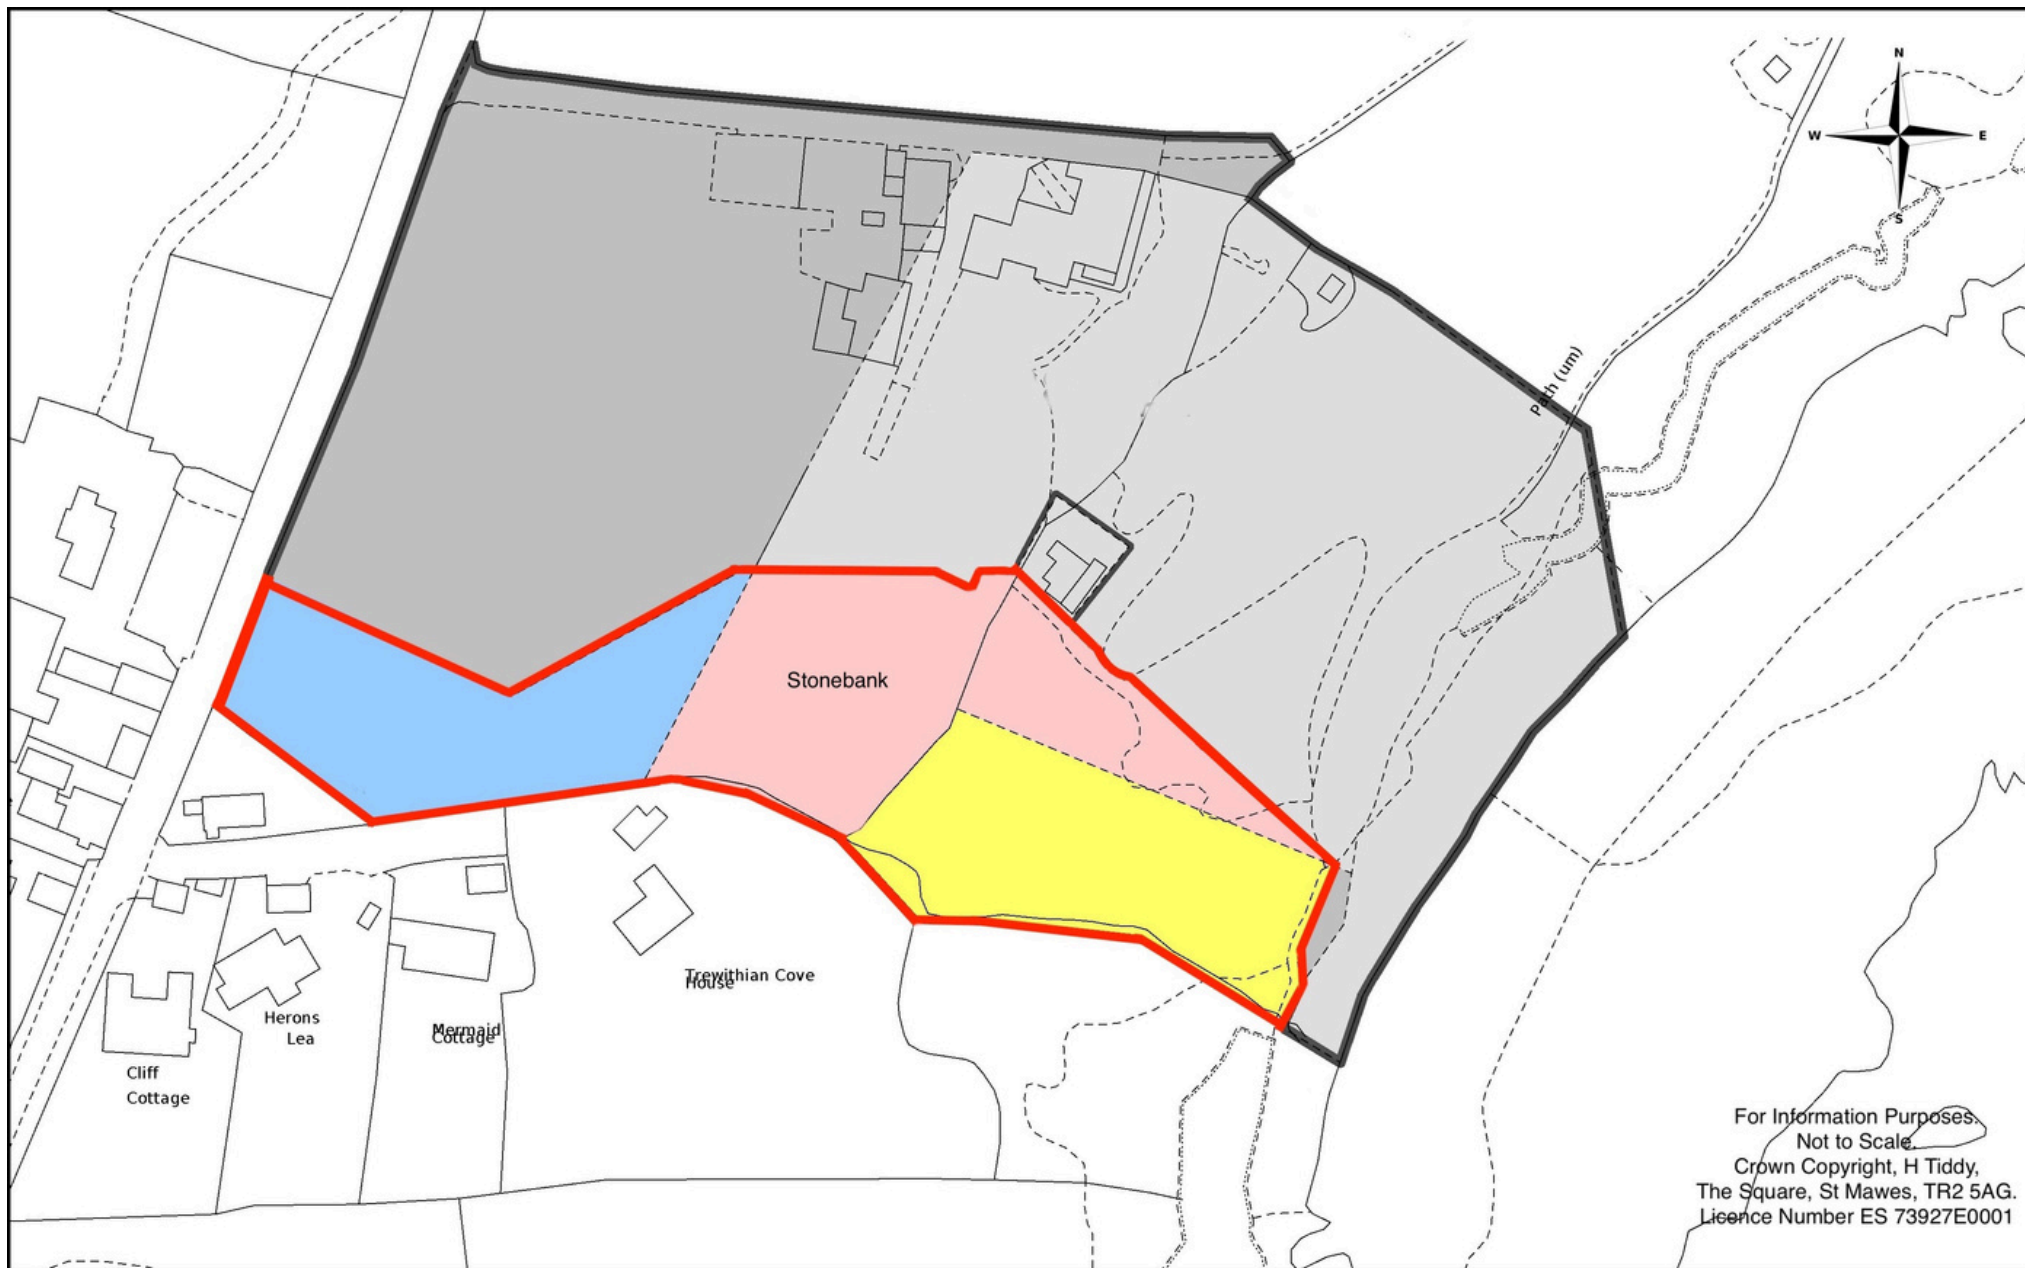 N
W
E
S
Path (um)
Stonebank
Trewithian Cove
House
Herons
Lea
Mermaid
Cottage
Cliff
Cottage
For Information Purposes.
Not to Scale.
Crown Copyright, H Tiddy,
The Square, St Mawes, TR2 5AG.
Licence Number ES 73927E0001